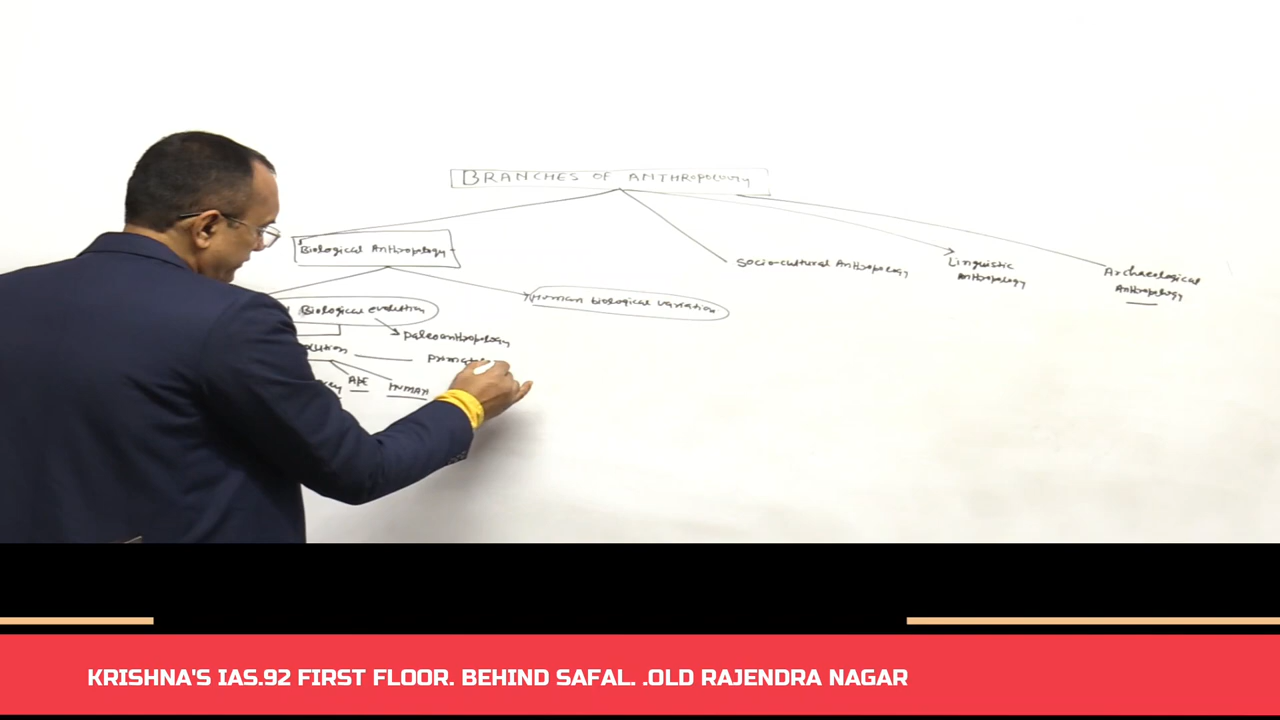 BRANCHES OF ANTHROPOLOGY
Biological Anthropology
Socio-cultural Anthropology
Linguistic
Anthropology
Archaeological
Anthropology
Biological evolution
Human biological variation
Paleoanthropology
APE
HUMAN
KRISHNA'S IAS.92 FIRST FLOOR. BEHIND SAFAL. .OLD RAJENDRA NAGAR